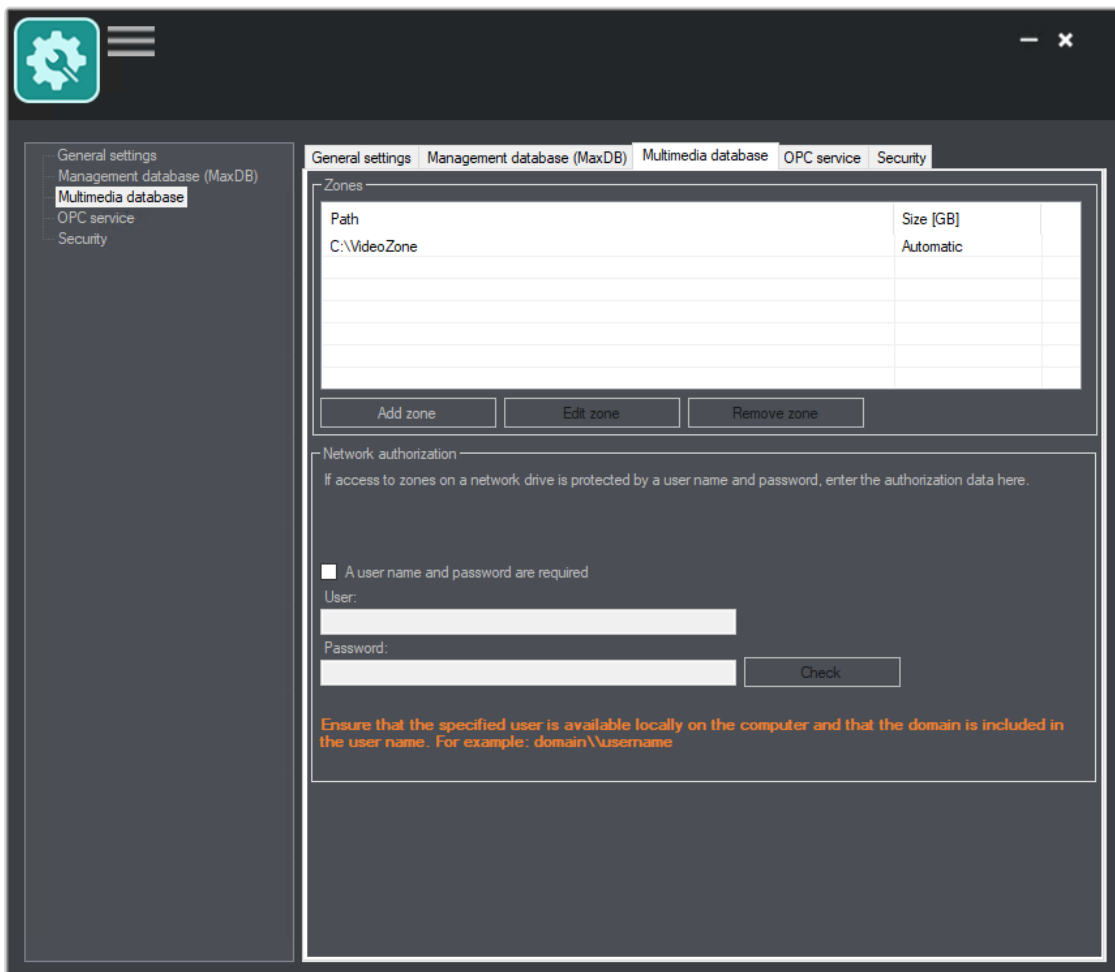 General settings
Management database (MaxDB)
Multimedia database
OPC service
Security
General settings Management database (MaxDB) Multimedia database OPC service Security
Zones
Path Size [GB]
C:\VideoZone Automatic
Add zone Edit zone Remove zone
Network authorization
If access to zones on a network drive is protected by a user name and password, enter the authorization data here.
A user name and password are required
User:
Password:
Check
Ensure that the specified user is available locally on the computer and that the domain is included in
the user name. For example: domain\\username